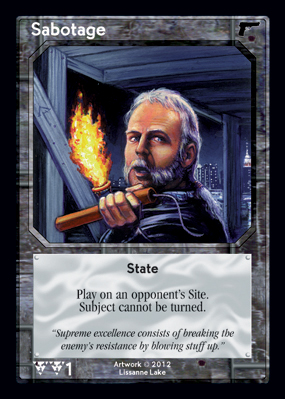 Sabotage
State
Play on an opponent's Site.
Subject cannot be turned.
"Supreme excellence consists of breaking the
enemy's resistance by blowing stuff up."
1
Artwork © 2012
Lissanne Lake